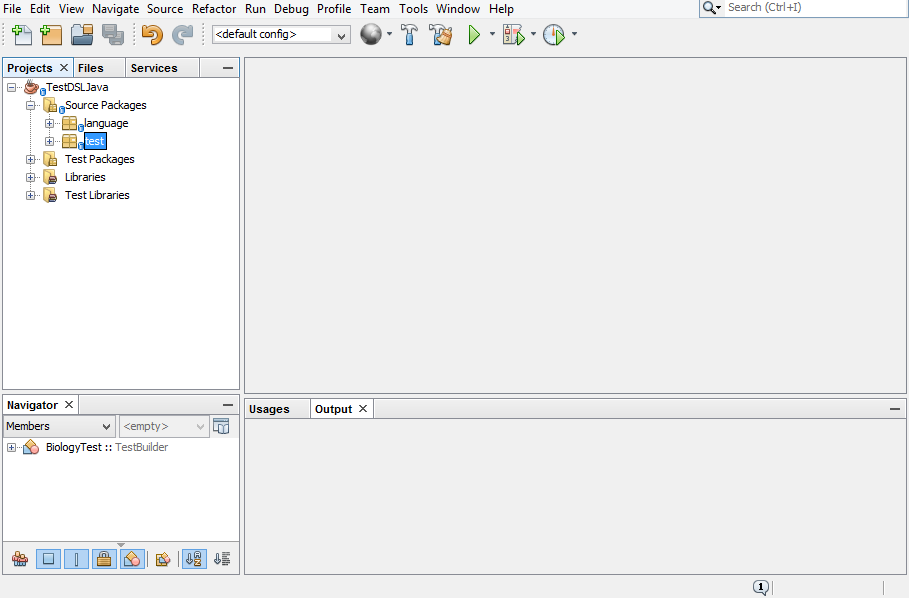 File Edit View Navigate Source Refactor Run Debug Profile Team Tools Window Help Search (Ctrl+I)
<default config>
Projects Files Services
TestDSLJava
Source Packages
language
test
Test Packages
Libraries
Test Libraries
Navigator
Members <empty>
BiologyTest :: TestBuilder
Usages Output
1